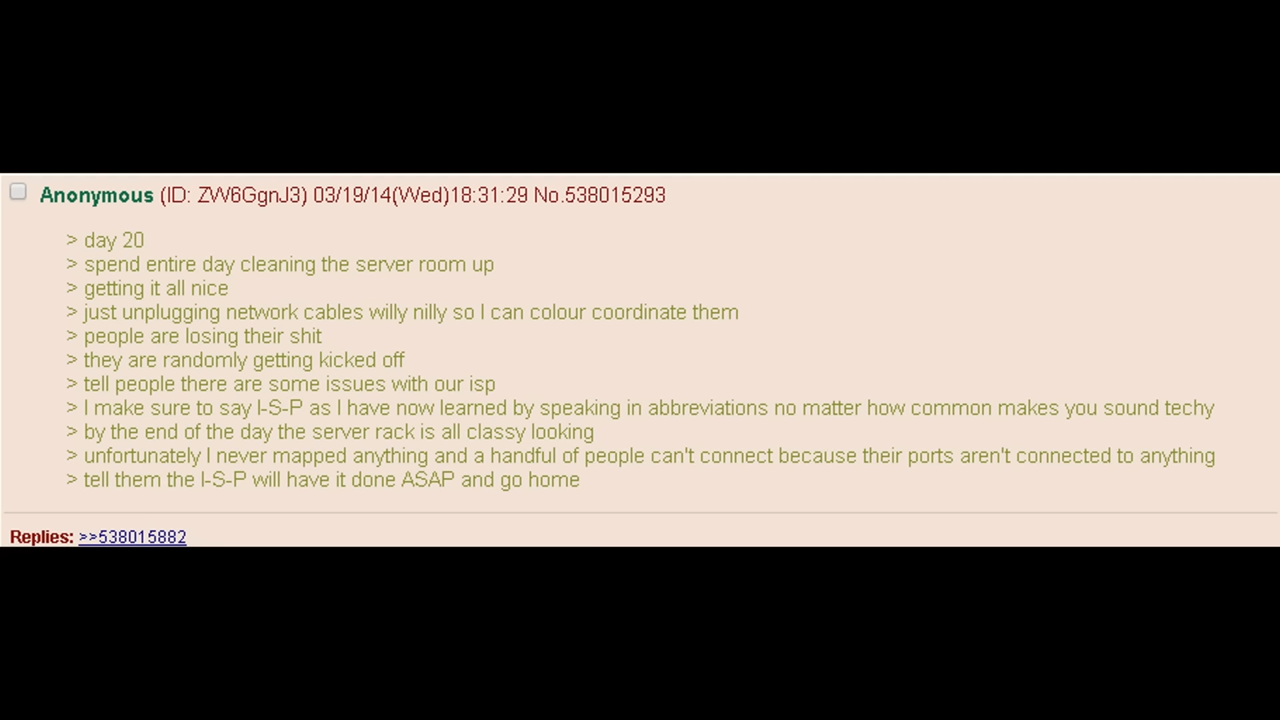 Anonymous (ID: ZW6GgnJ3) 03/19/14(Wed)18:31:29 No.538015293
> day 20
> spend entire day cleaning the server room up
> getting it all nice
> just unplugging network cables willy nilly so I can colour coordinate them
> people are losing their shit
> they are randomly getting kicked off
> tell people there are some issues with our isp
> I make sure to say I-S-P as I have now learned by speaking in abbreviations no matter how common makes you sound techy
> by the end of the day the server rack is all classy looking
> unfortunately I never mapped anything and a handful of people can't connect because their ports aren't connected to anything
> tell them the I-S-P will have it done ASAP and go home
Replies: >>538015882